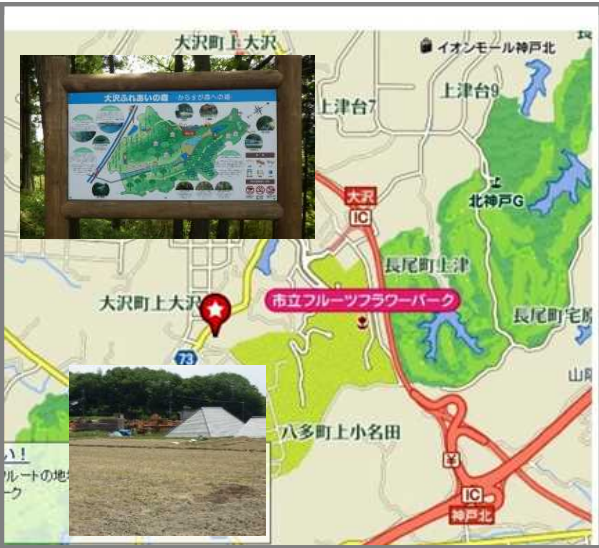 大沢町上大沢
イオンモール神戸北
上津台7
上津台9
大沢ふれあいの森
大沢
IC
北神戸G
長尾町上津
大沢町上大沢
市立フルーツフラワーパーク
長尾町宅原
73
山陽
八多町上小名田
い!
ルートの地
ーク
¥
IC
神戸北